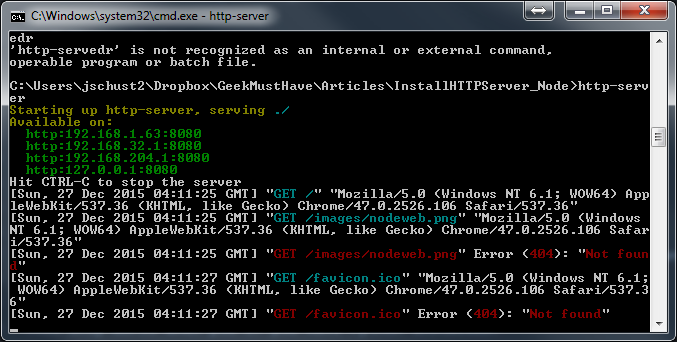 C:\Windows\system32\cmd.exe - http-server
edr
'http-servedr' is not recognized as an internal or external command,
operable program or batch file.
C:\Users\jschust2\Dropbox\GeekMustHave\Articles\InstallHTTPServer_Node>http-serv
er
Starting up http-server, serving ./
Available on:
http:192.168.1.63:8080
http:192.168.32.1:8080
http:192.168.204.1:8080
http:127.0.0.1:8080
Hit CTRL-C to stop the server
[Sun, 27 Dec 2015 04:11:25 GMT] "GET /" "Mozilla/5.0 (Windows NT 6.1; WOW64) App
leWebKit/537.36 (KHTML, like Gecko) Chrome/47.0.2526.106 Safari/537.36"
[Sun, 27 Dec 2015 04:11:25 GMT] "GET /images/nodeweb.png" "Mozilla/5.0 (Windows
NT 6.1; WOW64) AppleWebKit/537.36 (KHTML, like Gecko) Chrome/47.0.2526.106 Safar
i/537.36"
[Sun, 27 Dec 2015 04:11:25 GMT] "GET /images/nodeweb.png" Error (404): "Not foun
d"
[Sun, 27 Dec 2015 04:11:27 GMT] "GET /favicon.ico" "Mozilla/5.0 (Windows NT 6.1;
WOW64) AppleWebKit/537.36 (KHTML, like Gecko) Chrome/47.0.2526.106 Safari/537.3
6"
[Sun, 27 Dec 2015 04:11:27 GMT] "GET /favicon.ico" Error (404): "Not found"